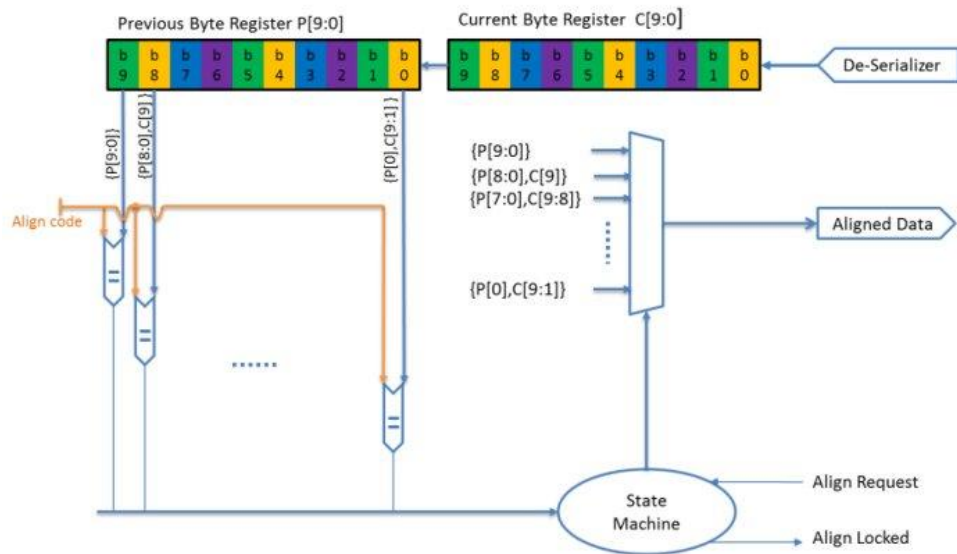 Previous Byte Register P[9:0]
Current Byte Register C[9:0]
b b b b b b b b b b
9 8 7 6 5 4 3 2 1 0
b b b b b b b b b b
9 8 7 6 5 4 3 2 1 0
De-Serializer
{P[9:0]}
{P[8:0],C[9]}
{P[0],C[9:1]}
{P[9:0]}
{P[8:0],C[9]}
{P[7:0],C[9:8]}
{P[0],C[9:1]}
Align code
Aligned Data
==
==
==
State
Machine
Align Request
Align Locked